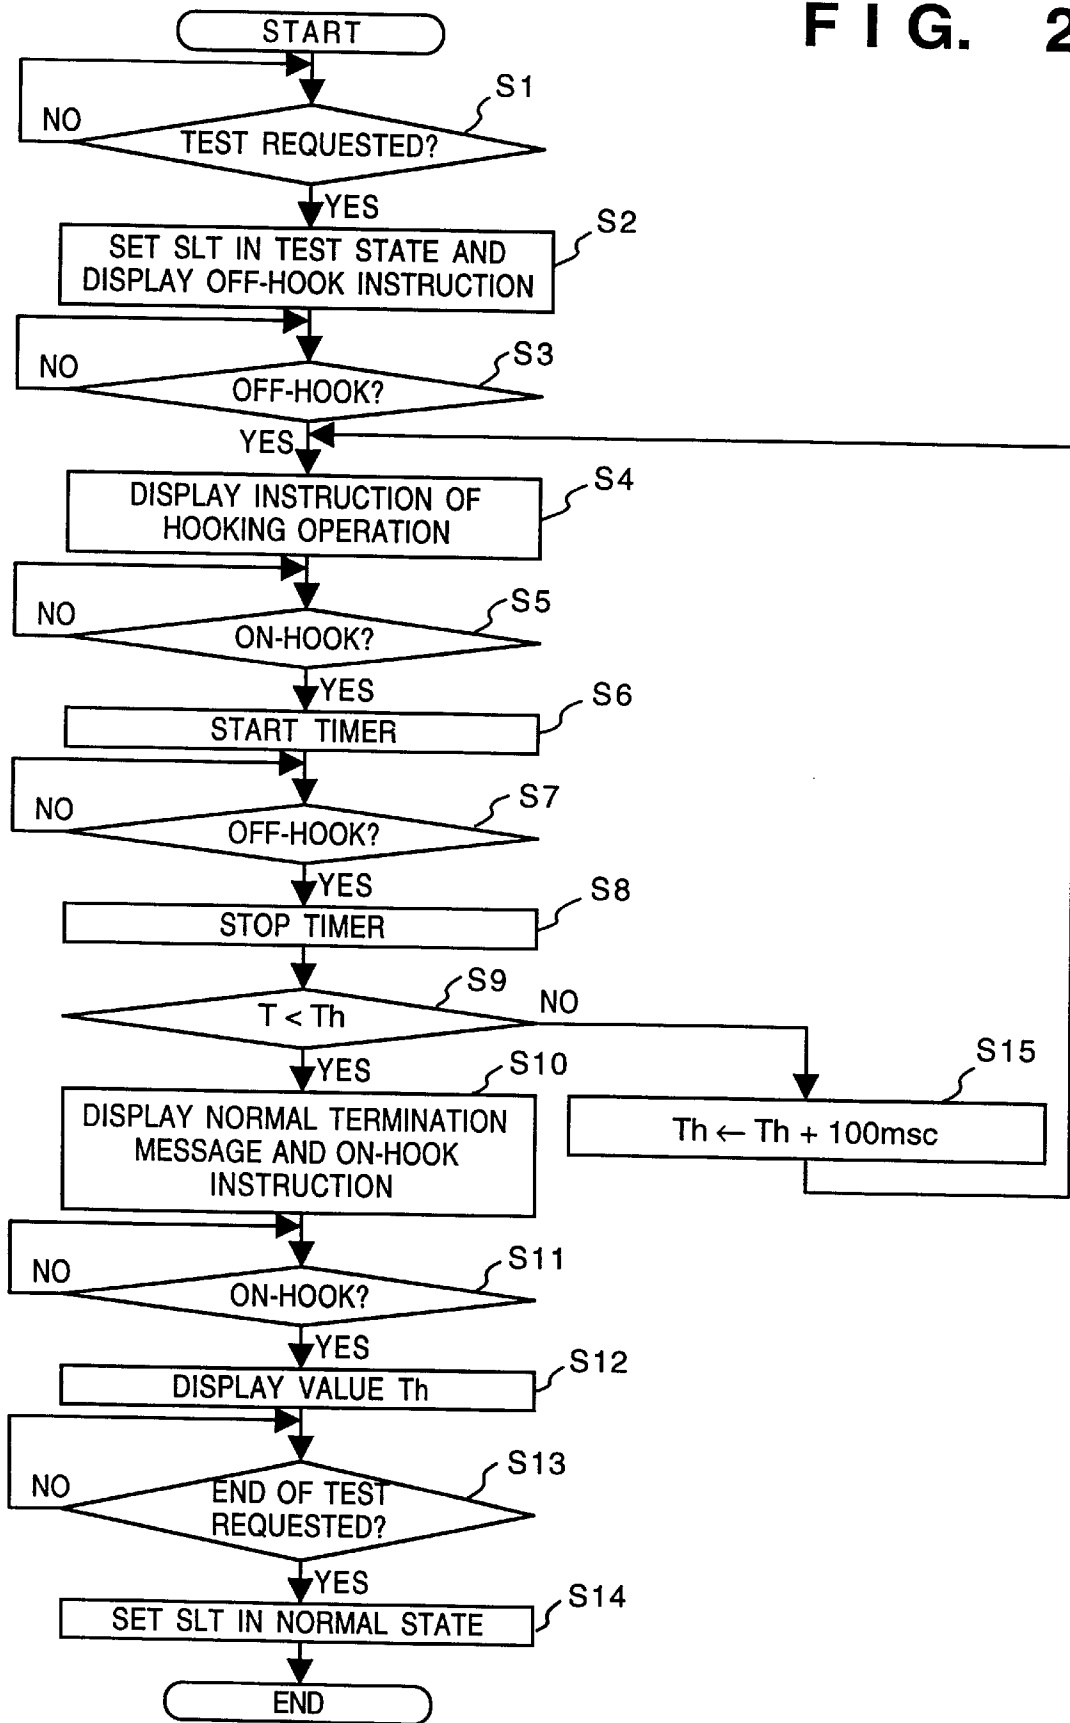 FIG. 2
START
S1
NO
TEST REQUESTED?
YES
S2
SET SLT IN TEST STATE AND
DISPLAY OFF-HOOK INSTRUCTION
S3
NO
OFF-HOOK?
YES
S4
DISPLAY INSTRUCTION OF
HOOKING OPERATION
S5
NO
ON-HOOK?
YES
S6
START TIMER
S7
NO
OFF-HOOK?
YES
S8
STOP TIMER
S9
T < Th
NO
YES
S10
S15
DISPLAY NORMAL TERMINATION
MESSAGE AND ON-HOOK
INSTRUCTION
Th ← Th + 100msc
S11
NO
ON-HOOK?
YES
S12
DISPLAY VALUE Th
S13
NO
END OF TEST
REQUESTED?
YES
S14
SET SLT IN NORMAL STATE
END